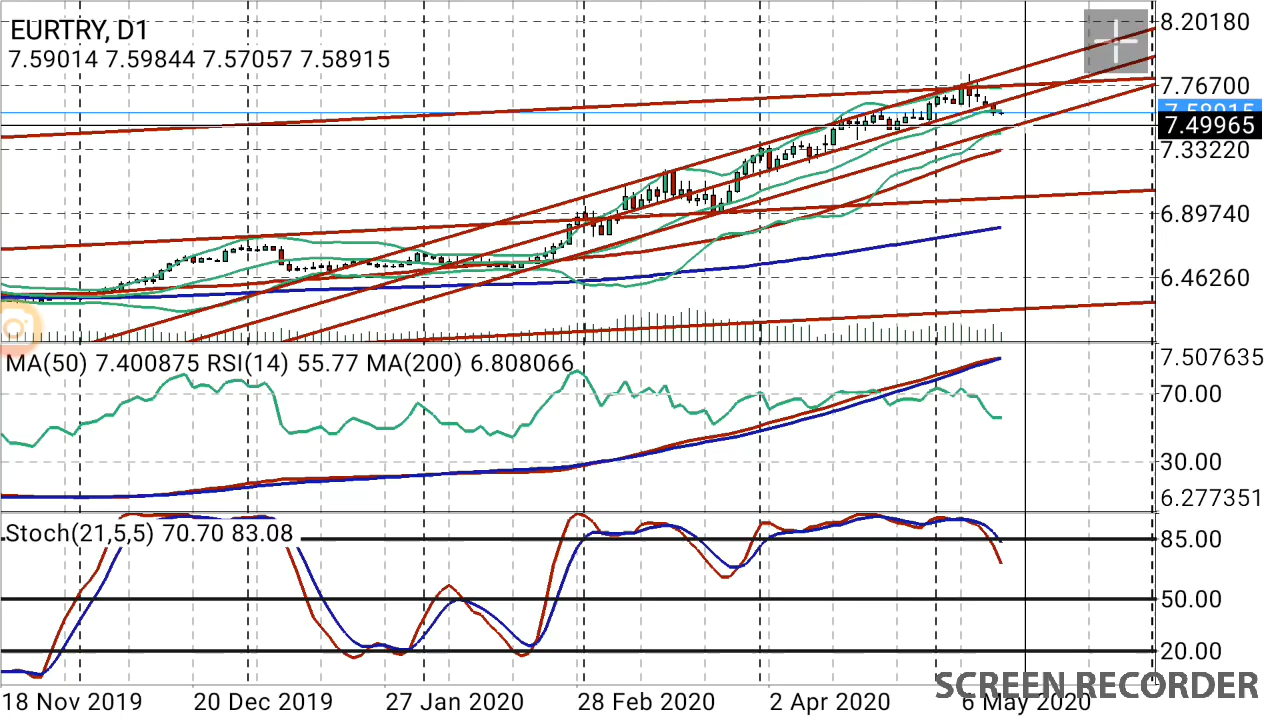 EURTRY, D1
7.59014 7.59844 7.57057 7.58915
8.20180
7.76700
7.58915
7.49965
7.33220
6.89740
6.46260
MA(50) 7.400875 RSI(14) 55.77 MA(200) 6.808066
7.507635
70.00
30.00
6.277351
Stoch(21,5,5) 70.70 83.08
85.00
50.00
20.00
SCREEN RECORDER
18 Nov 2019 20 Dec 2019 27 Jan 2020 28 Feb 2020 2 Apr 2020 6 May 2020